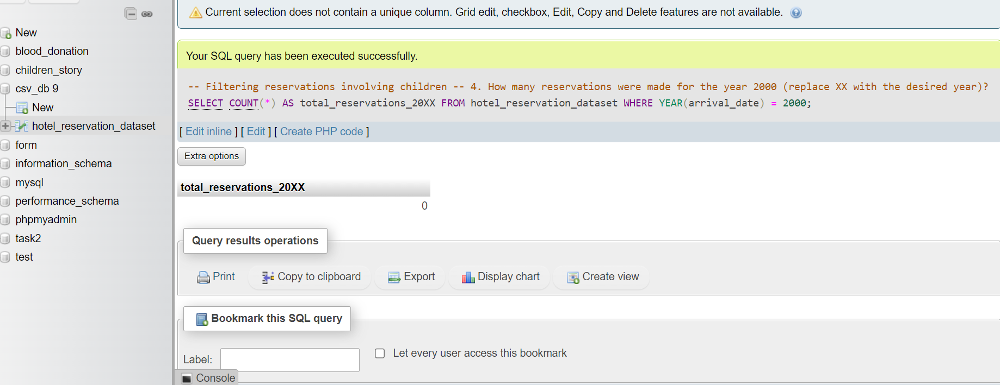 New
blood_donation
children_story
csv_db 9
New
hotel_reservation_dataset
form
information_schema
mysql
performance_schema
phpmyadmin
task2
test
Current selection does not contain a unique column. Grid edit, checkbox, Edit, Copy and Delete features are not available.
Your SQL query has been executed successfully.
-- Filtering reservations involving children -- 4. How many reservations were made for the year 2000 (replace XX with the desired year)?
SELECT COUNT(*) AS total_reservations_20XX FROM hotel_reservation_dataset WHERE YEAR(arrival_date) = 2000;
[ Edit inline ] [ Edit ] [ Create PHP code ]
Extra options
total_reservations_20XX
0
Query results operations
Print Copy to clipboard Export Display chart Create view
Bookmark this SQL query
Label: Let every user access this bookmark
Console